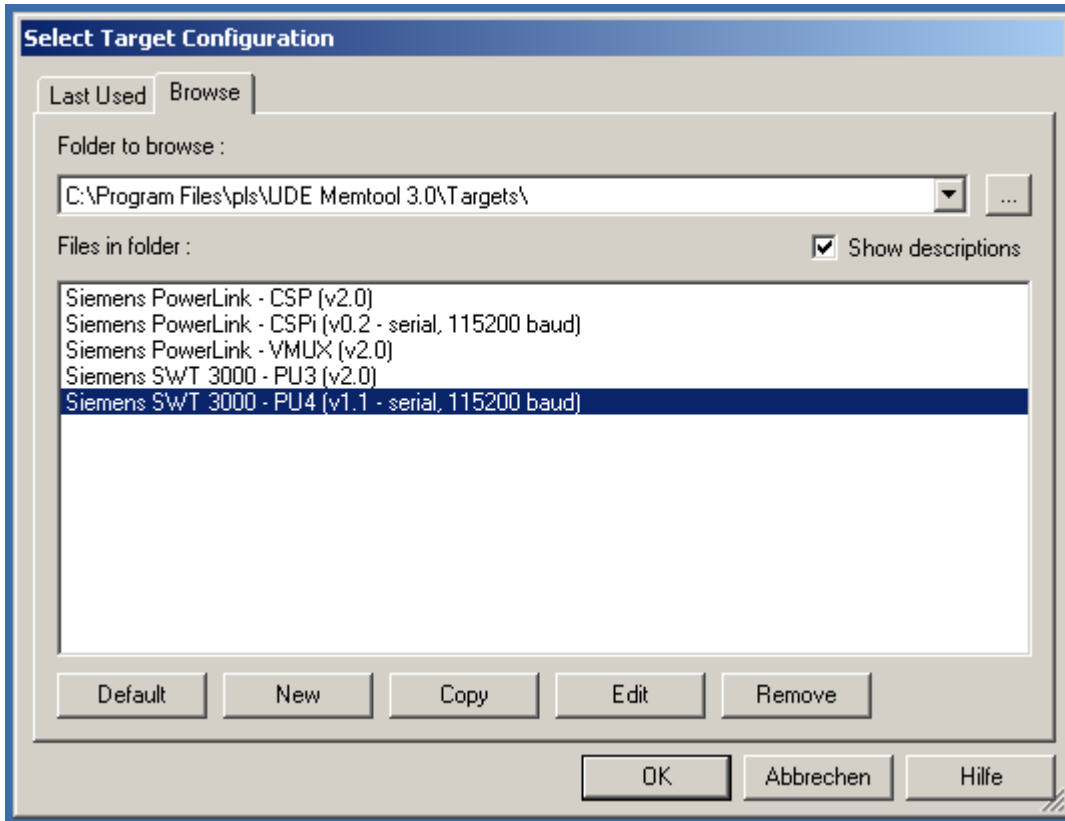 Select Target Configuration
Last Used Browse
Folder to browse :
C:\Program Files\pls\UDE Memtool 3.0\Targets\ ...
Files in folder : Show descriptions
Siemens PowerLink - CSP (v2.0)
Siemens PowerLink - CSPi (v0.2 - serial, 115200 baud)
Siemens PowerLink - VMUX (v2.0)
Siemens SWT 3000 - PU3 (v2.0)
Siemens SWT 3000 - PU4 (v1.1 - serial, 115200 baud)
Default New Copy Edit Remove
OK Abbrechen Hilfe